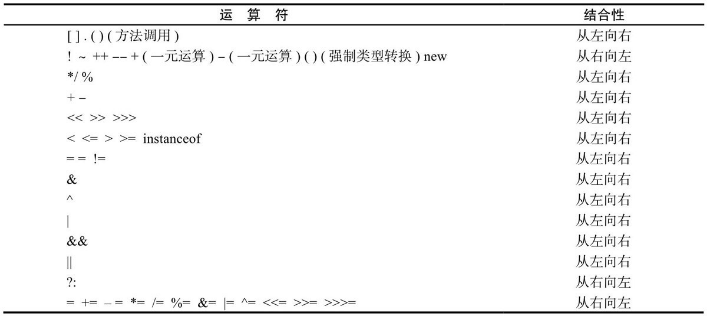 运 算 符 结合性
[ ] . ( ) ( 方法调用 ) 从左向右
! ~ ++ -- + ( 一元运算 ) – ( 一元运算 ) ( ) ( 强制类型转换 ) new 从右向左
*/ % 从左向右
+ – 从左向右
<< >> >>> 从左向右
< <= > >= instanceof 从左向右
= = != 从左向右
& 从左向右
^ 从左向右
| 从左向右
&& 从左向右
|| 从左向右
?: 从右向左
= += – = *= /= %= &= |= ^= <<= >>= >>>= 从右向左